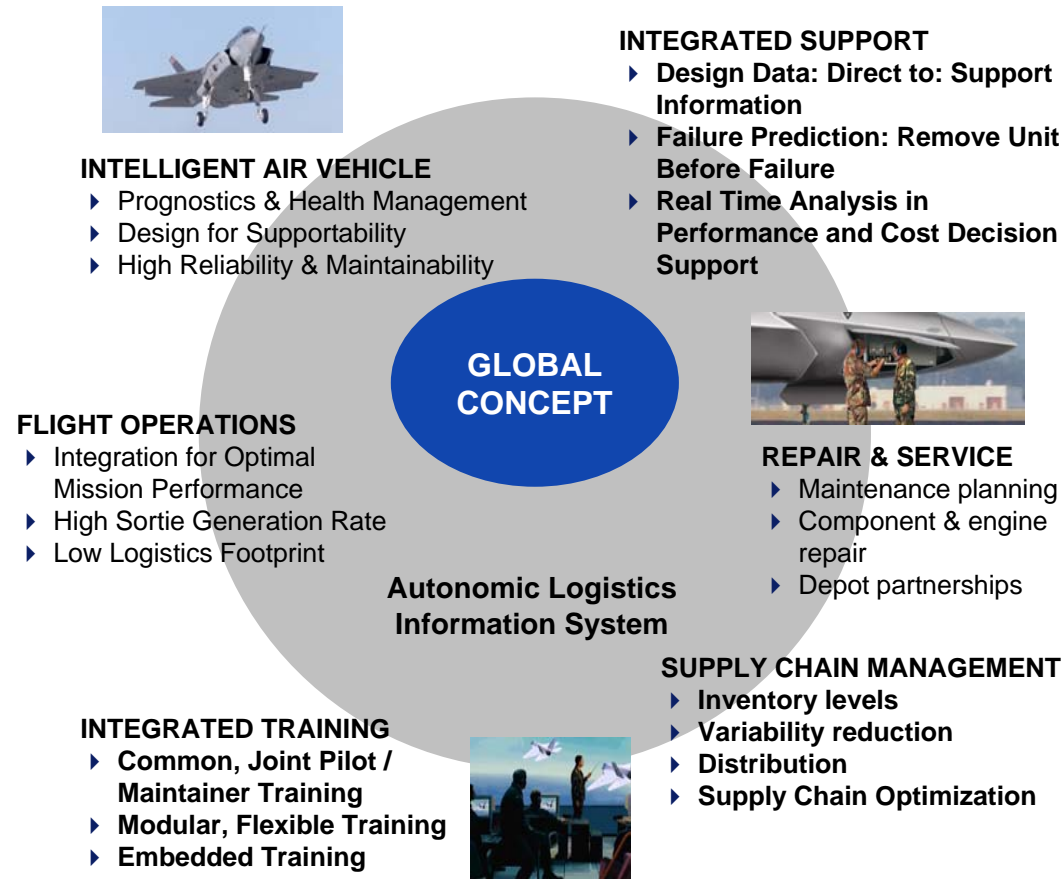 INTEGRATED SUPPORT
Design Data: Direct to: Support
Information
Failure Prediction: Remove Unit
Before Failure
Real Time Analysis in
Performance and Cost Decision
Support
INTELLIGENT AIR VEHICLE
Prognostics & Health Management
Design for Supportability
High Reliability & Maintainability
GLOBAL
CONCEPT
FLIGHT OPERATIONS
Integration for Optimal
Mission Performance
High Sortie Generation Rate
Low Logistics Footprint
REPAIR & SERVICE
Maintenance planning
Component & engine
repair
Depot partnerships
Autonomic Logistics
Information System
SUPPLY CHAIN MANAGEMENT
Inventory levels
Variability reduction
Distribution
Supply Chain Optimization
INTEGRATED TRAINING
Common, Joint Pilot /
Maintainer Training
Modular, Flexible Training
Embedded Training